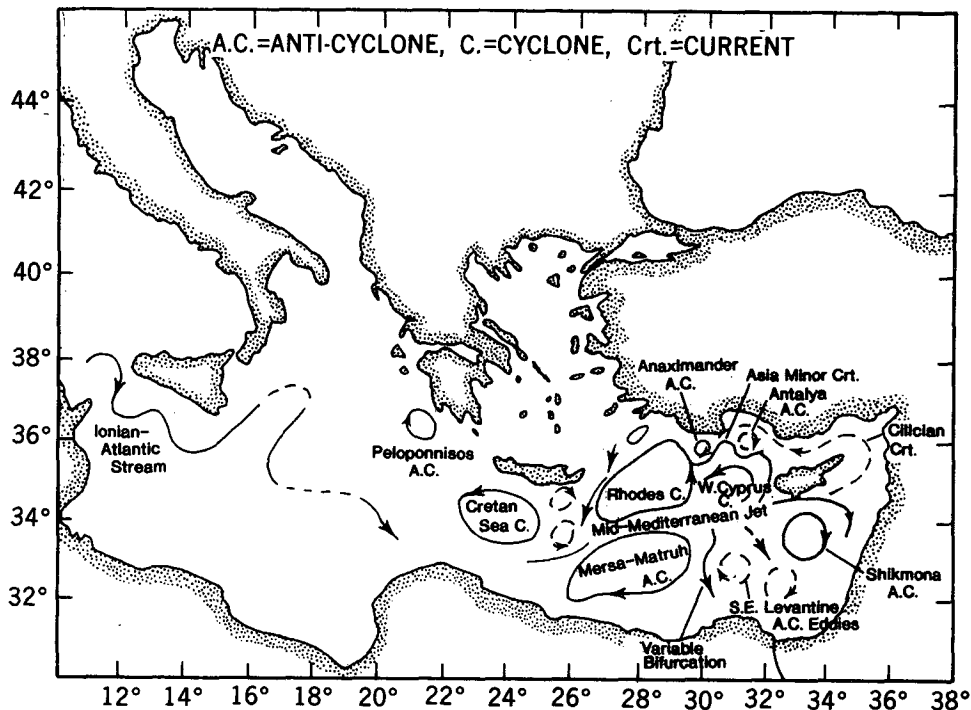 A.C.=ANTI-CYCLONE, C.=CYCLONE, Crt.=CURRENT
44°
42°
40°
38°
36°
34°
32°
Anaximander
A.C.
Asia Minor Crt.
Antalya
A.C.
Cilician
Crt.
Ionian-
Atlantic
Stream
Peloponnisos
A.C.
Rhodes C.
W.Cyprus
C.
Cretan
Sea C.
Mid-Mediterranean Jet
Mersa-Matruh
A.C.
Shikmona
A.C.
S.E. Levantine
A.C. Eddies
Variable
Bifurcation
12° 14° 16° 18° 20° 22° 24° 26° 28° 30° 32° 34° 36° 38°